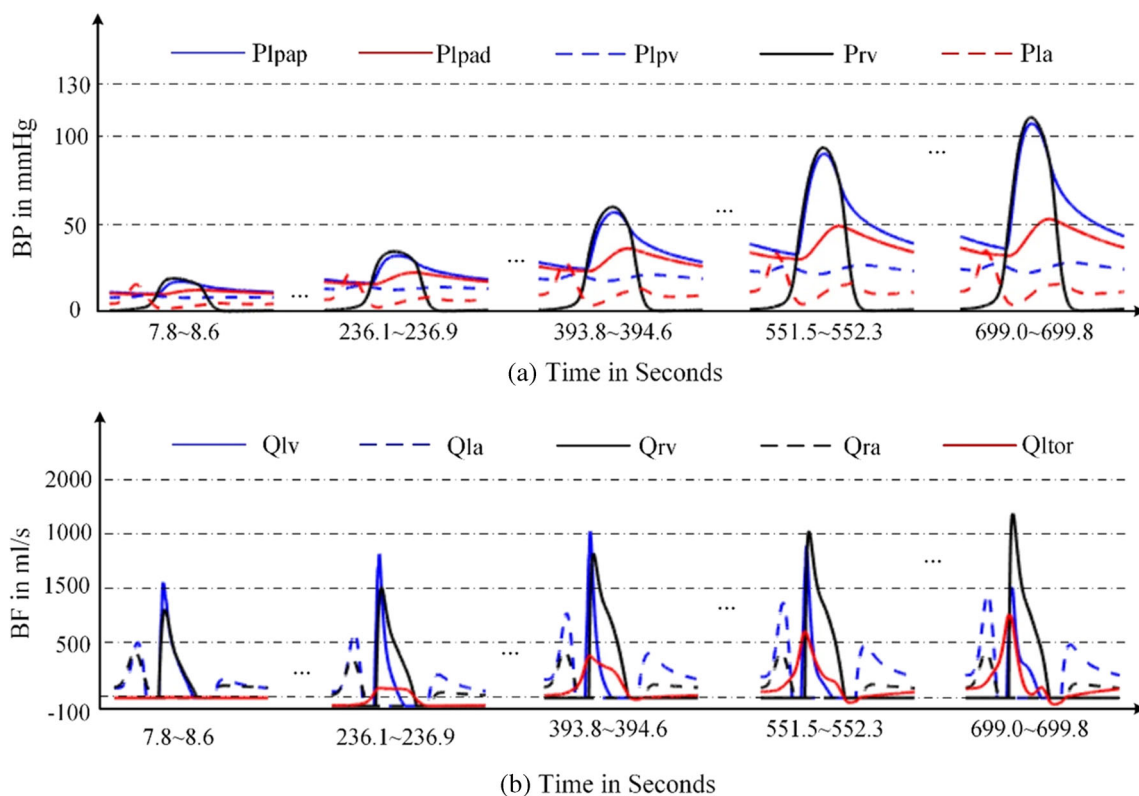 Plpap Plpad Plpv Prv Pla
130
100
50
0
BP in mmHg
... ... ... ...
7.8~8.6 236.1~236.9 393.8~394.6 551.5~552.3 699.0~699.8
(a) Time in Seconds
Qlv Qla Qrv Qra Qltor
2000
1000
1500
500
-100
BF in ml/s
... ... ... ...
7.8~8.6 236.1~236.9 393.8~394.6 551.5~552.3 699.0~699.8
(b) Time in Seconds